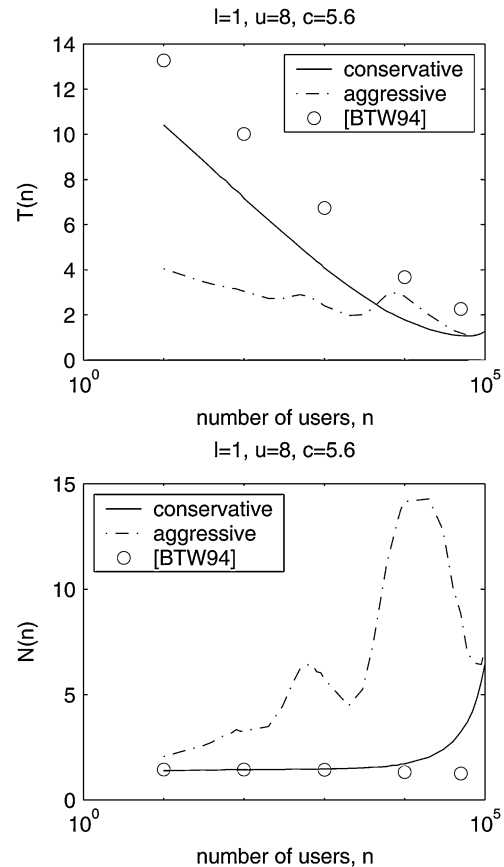 l=1, u=8, c=5.6
14
12
10
8
6
4
2
0
T(n)
conservative
aggressive
[BTW94]
10^0
10^5
number of users, n
l=1, u=8, c=5.6
15
10
5
0
N(n)
conservative
aggressive
[BTW94]
10^0
10^5
number of users, n